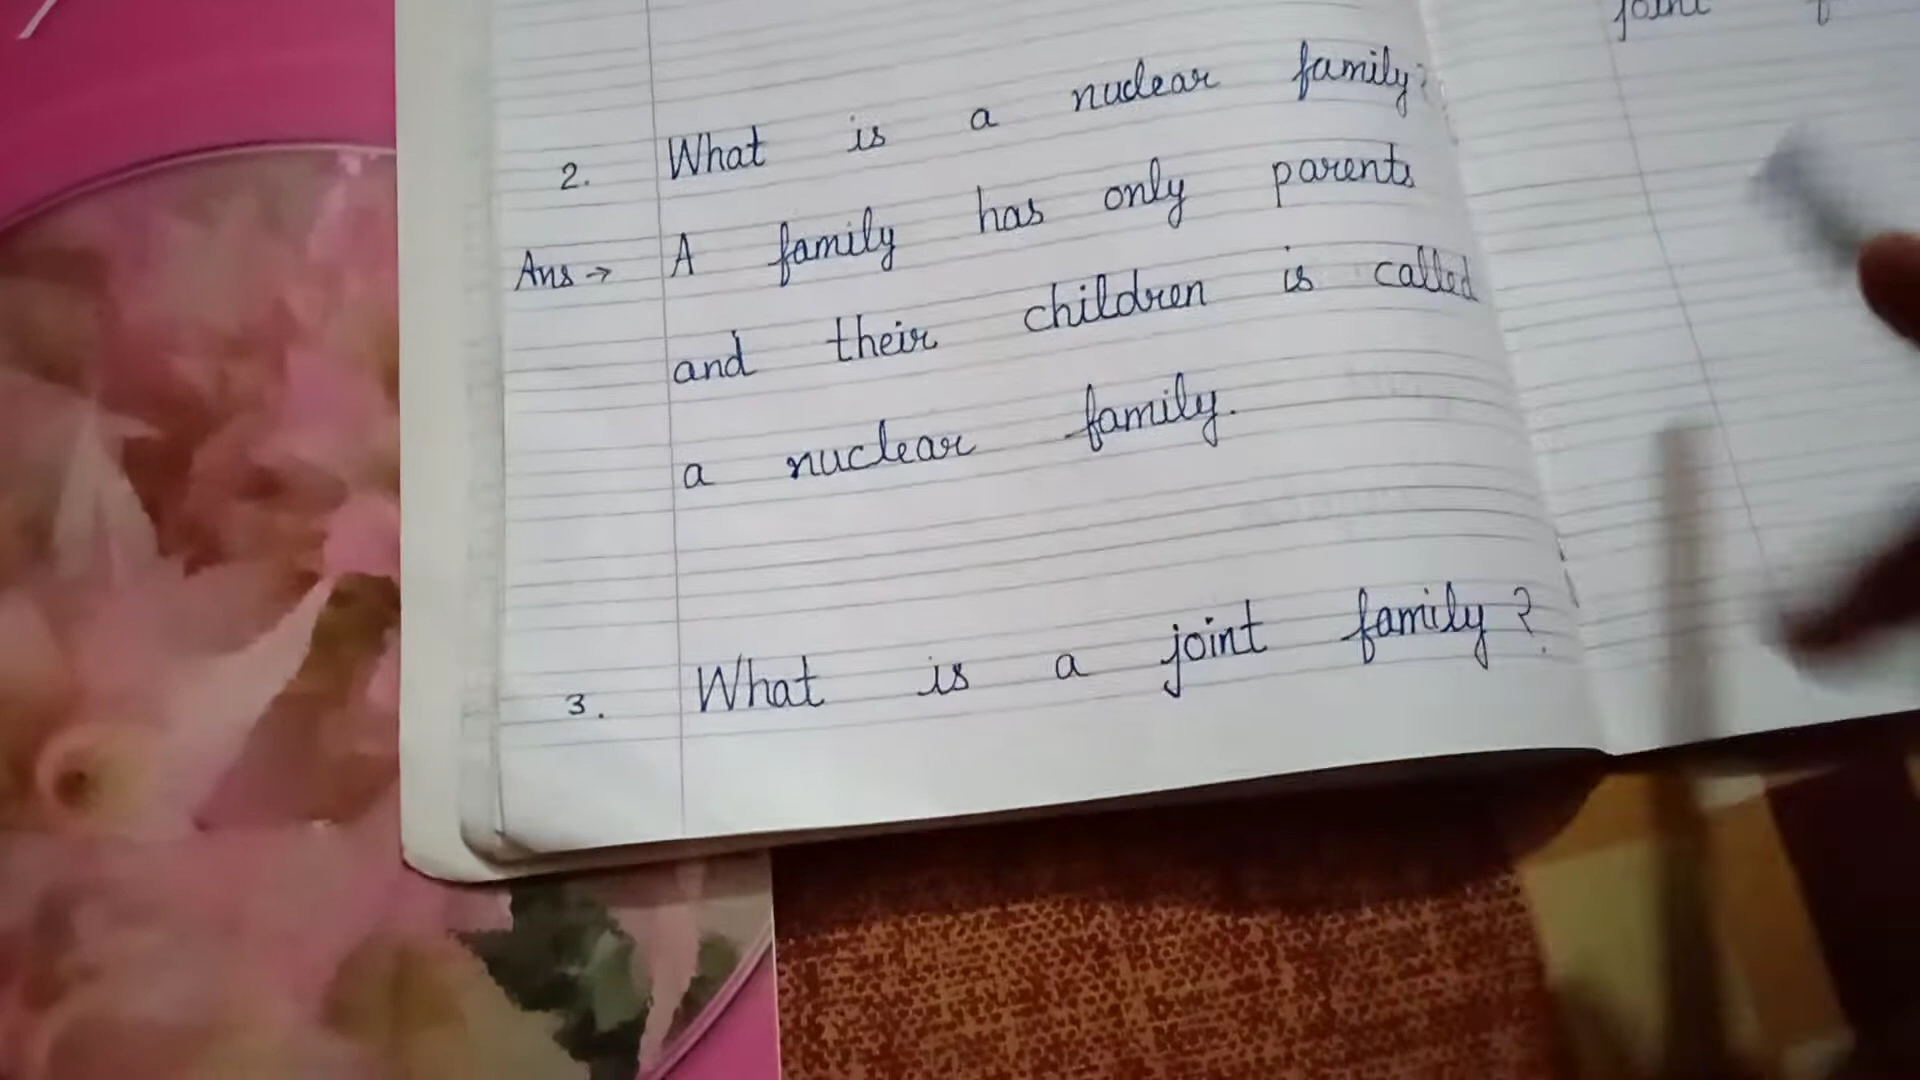 2. What is a nuclear family?
Ans → A family has only parents
and their children is called
a nuclear family.
3. What is a joint family?
joint